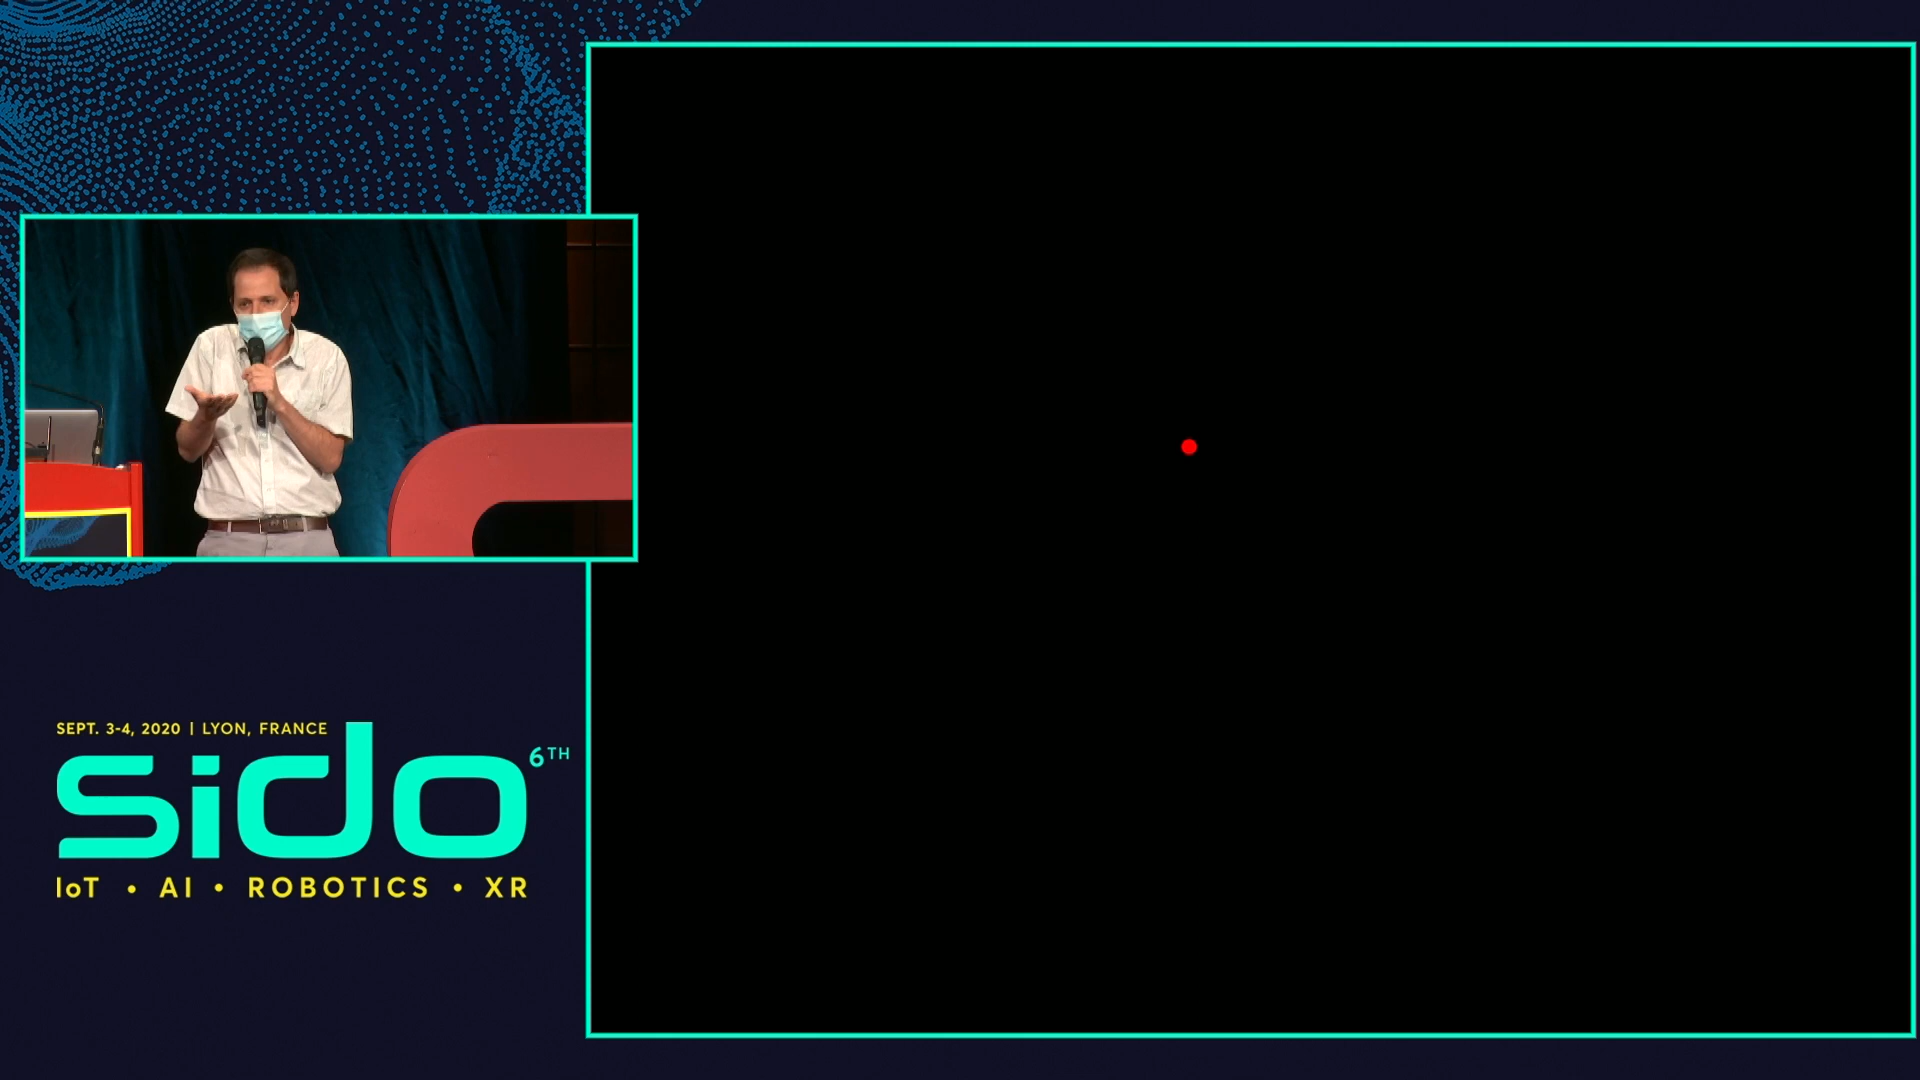 SEPT. 3-4, 2020 | LYON, FRANCE
sido 6TH
IoT • AI • ROBOTICS • XR